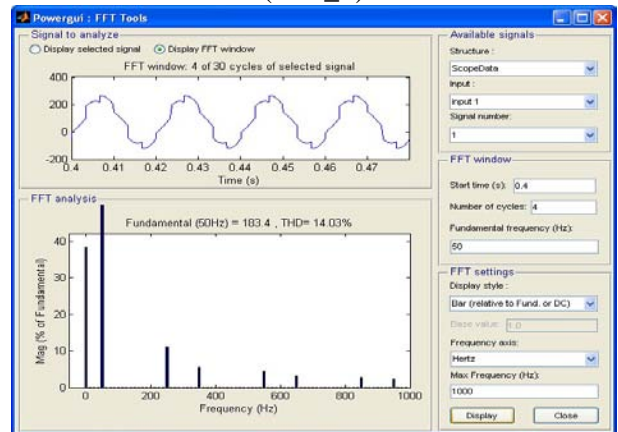 Powergui : FFT Tools
Signal to analyze
Display selected signal Display FFT window
FFT window: 4 of 30 cycles of selected signal
400
200
0
-200
0.4 0.41 0.42 0.43 0.44 0.45 0.46 0.47
Time (s)
FFT analysis
Fundamental (50Hz) = 183.4 , THD= 14.03%
40
30
20
10
0
Mag (% of Fundamental)
0 200 400 600 800 1000
Frequency (Hz)
Available signals
Structure :
ScopeData
Input :
input 1
Signal number:
1
FFT window
Start time (s): 0.4
Number of cycles: 4
Fundamental frequency (Hz):
50
FFT settings
Display style :
Bar (relative to Fund. or DC)
Base value: 1.0
Frequency axis:
Hertz
Max Frequency (Hz):
1000
Display Close